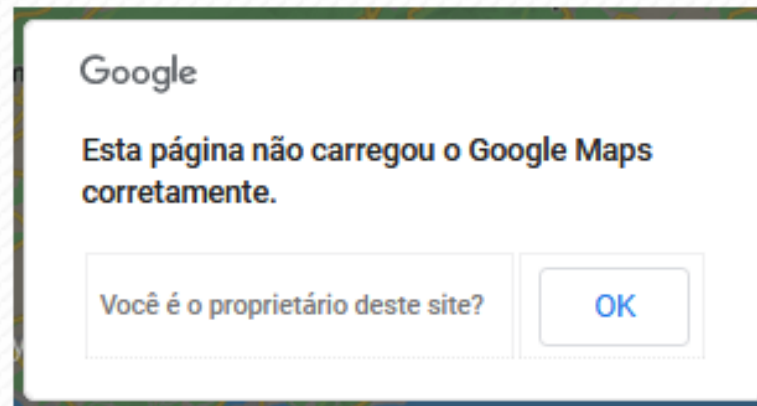 Google
Esta página não carregou o Google Maps
corretamente.
Você é o proprietário deste site?
OK